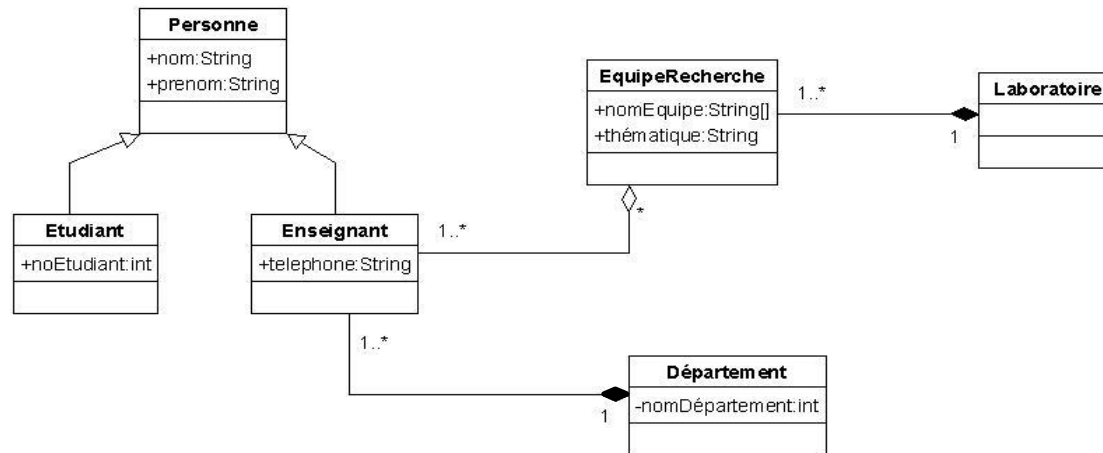 Personne
+nom:String
+prenom:String
EquipeRecherche
+nomEquipe:String[]
+thématique:String
1..*
1
Laboratoire
*
Etudiant
+noEtudiant:int
Enseignant
+telephone:String
1..*
1..*
1
Département
-nomDépartement:int